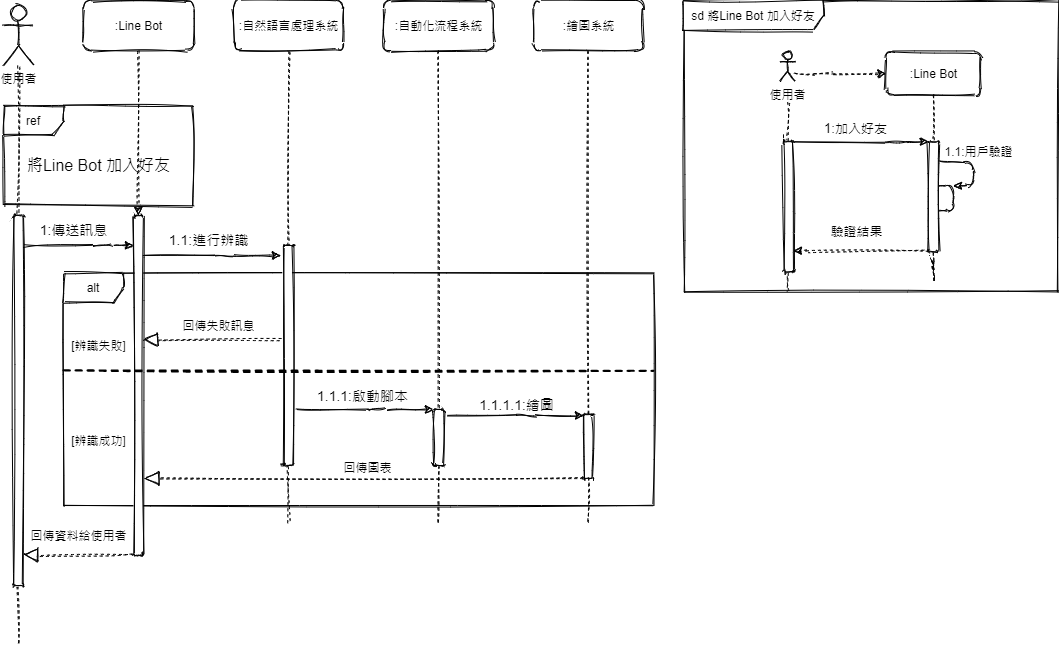 使用者
:Line Bot
:自然語言處理系統
:自動化流程系統
:繪圖系統
ref
將Line Bot 加入好友
1:傳送訊息
1.1:進行辨識
alt
回傳失敗訊息
[辨識失敗]
1.1.1:啟動腳本
1.1.1.1:繪圖
[辨識成功]
回傳圖表
回傳資料給使用者
sd 將Line Bot 加入好友
使用者
:Line Bot
1:加入好友
1.1:用戶驗證
驗證結果